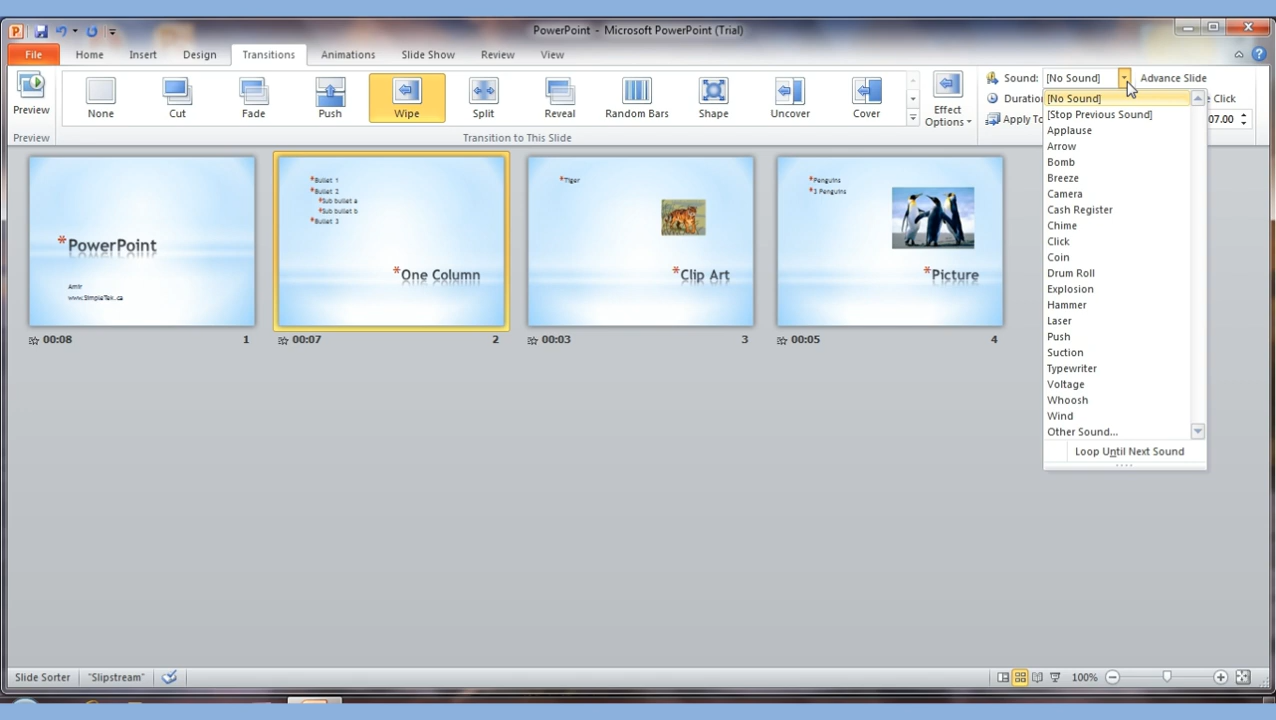 PowerPoint - Microsoft PowerPoint (Trial)
File Home Insert Design Transitions Animations Slide Show Review View
Preview
Preview
None Cut Fade Push Wipe Split Reveal Random Bars Shape Uncover Cover
Transition to This Slide
Effect
Options
Sound: [No Sound] Advance Slide
Duration
Click
Apply To
07.00
[No Sound]
[Stop Previous Sound]
Applause
Arrow
Bomb
Breeze
Camera
Cash Register
Chime
Click
Coin
Drum Roll
Explosion
Hammer
Laser
Push
Suction
Typewriter
Voltage
Whoosh
Wind
Other Sound...
Loop Until Next Sound
*PowerPoint
Amir
www.SimpleTek.ca
00:08 1
*Bullet 1
*Bullet 2
*Sub bullet a
*Sub bullet b
*Bullet 3
*One Column
00:07 2
*Tiger
*Clip Art
00:03 3
*Penguins
*3 Penguins
*Picture
00:05 4
Slide Sorter "Slipstream" 100%